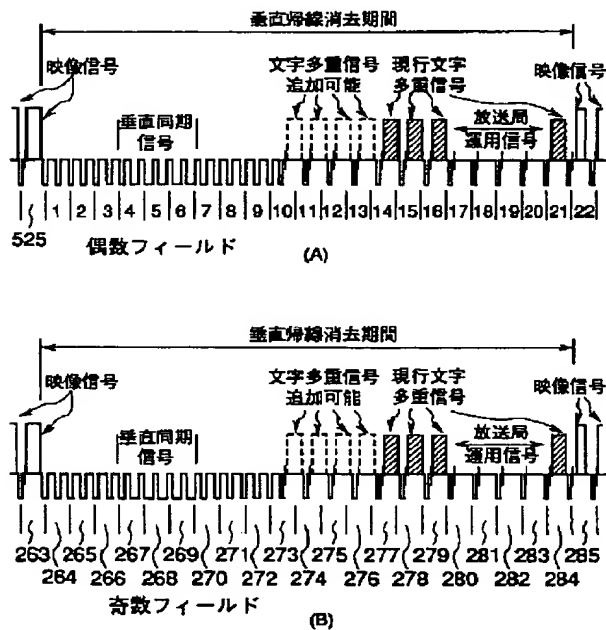 垂直帰線消去期間
映像信号
文字多重信号
追加可能
現行文字
多重信号
映像信号
垂直同期
信号
放送局
運用信号
525 1 2 3 4 5 6 7 8 9 10 11 12 13 14 15 16 17 18 19 20 21 22
偶数フィールド
(A)
垂直帰線消去期間
映像信号
文字多重信号
追加可能
現行文字
多重信号
映像信号
垂直同期
信号
放送局
運用信号
263 265 267 269 271 273 275 277 279 281 283 285
264 266 268 270 272 274 276 278 280 282 284
奇数フィールド
(B)